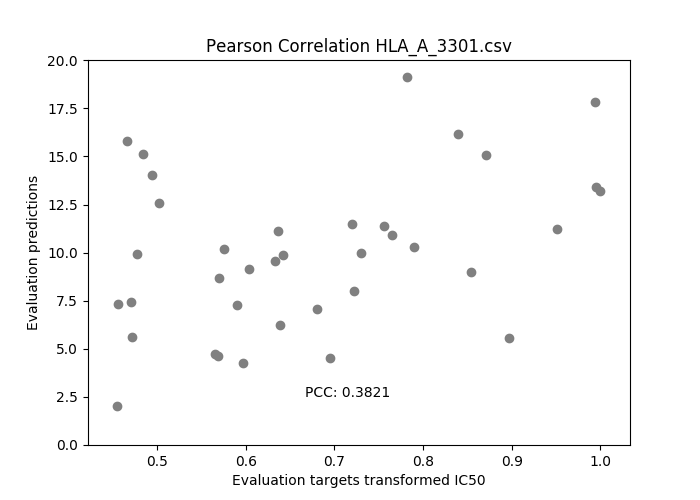 Pearson Correlation HLA_A_3301.csv
20.0
17.5
15.0
12.5
10.0
7.5
5.0
2.5
0.0
Evaluation predictions
PCC: 0.3821
0.5 0.6 0.7 0.8 0.9 1.0
Evaluation targets transformed IC50